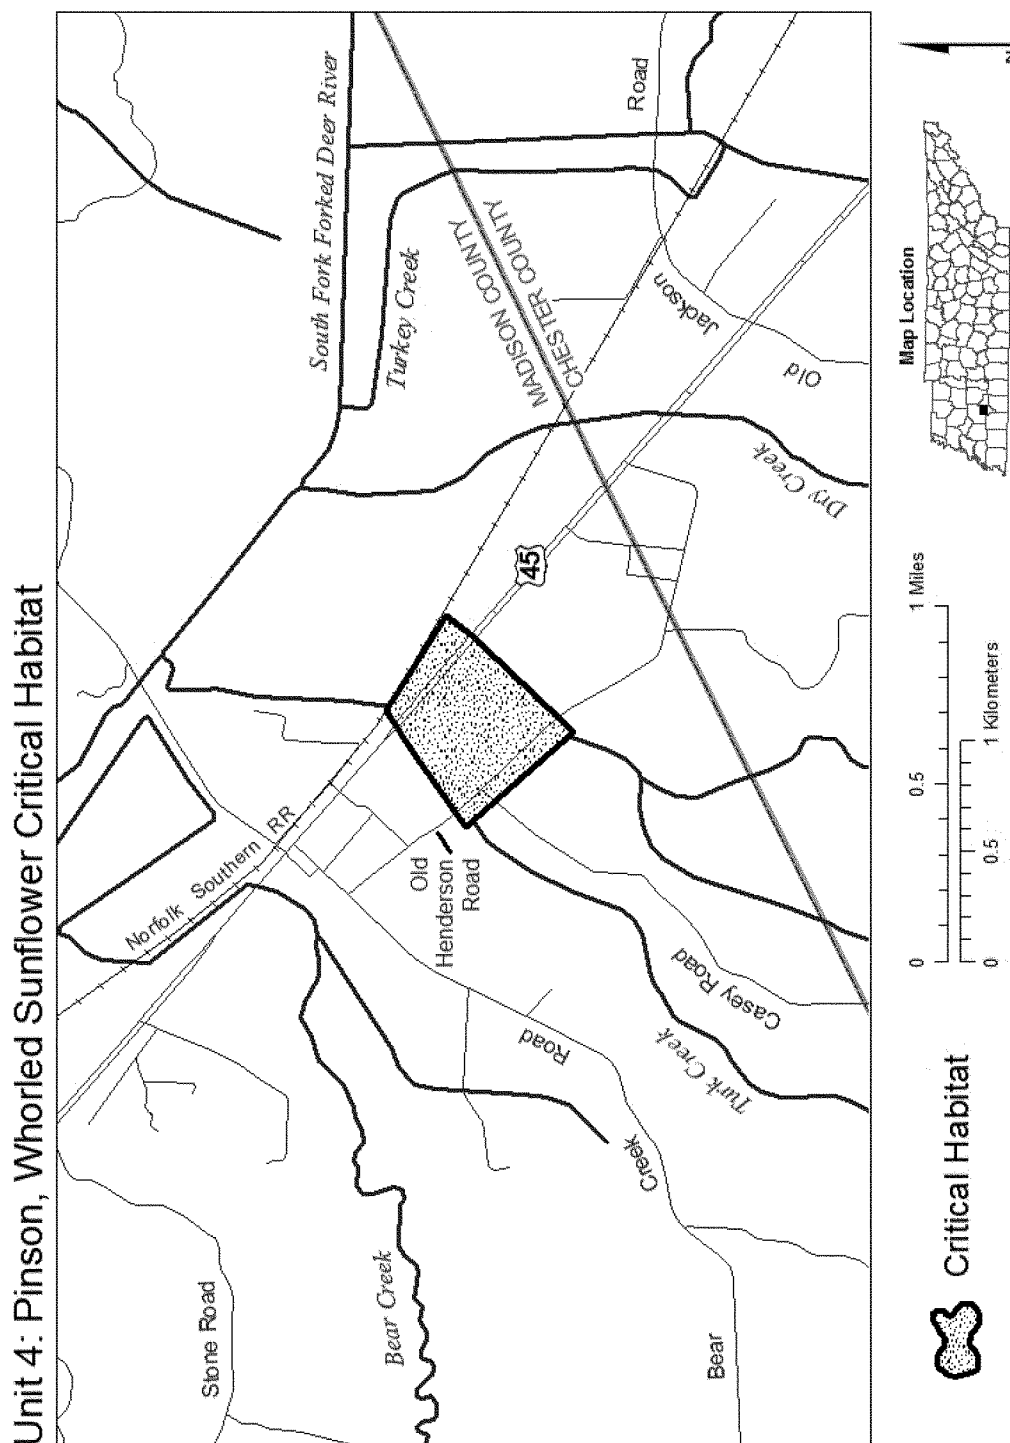 Unit 4: Pinson, Whorled Sunflower Critical Habitat
South Fork Forked Deer River
Turkey Creek
MADISON COUNTY
CHESTER COUNTY
Road
Jackson
Old
Dry Creek
45
Norfolk Southern RR
Old
Henderson
Road
Casey Road
Turk Creek
Road
Creek
Bear
Bear Creek
Stone Road
Critical Habitat
0 0.5 1 Miles
0 0.5 1 Kilometers
Map Location
N